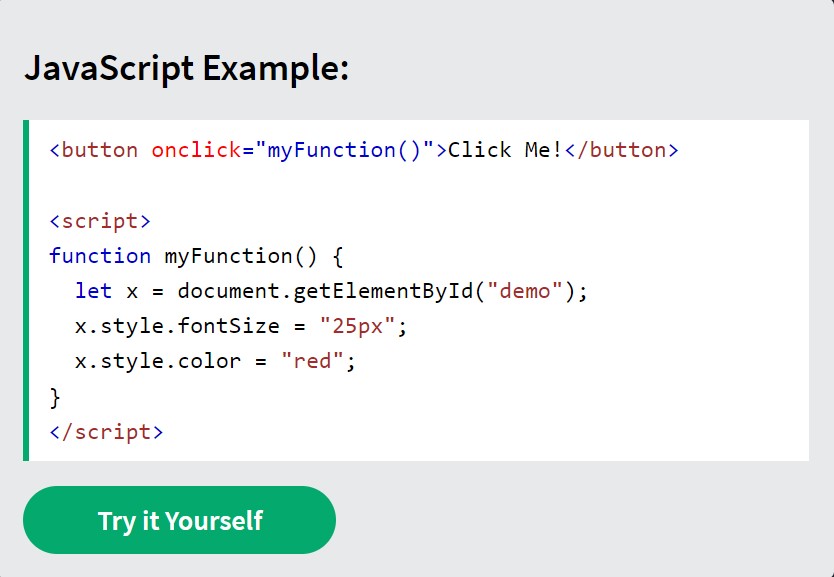 JavaScript Example:
<button onclick="myFunction()">Click Me!</button>
<script>
function myFunction() {
  let x = document.getElementById("demo");
  x.style.fontSize = "25px";
  x.style.color = "red";
}
</script>
Try it Yourself